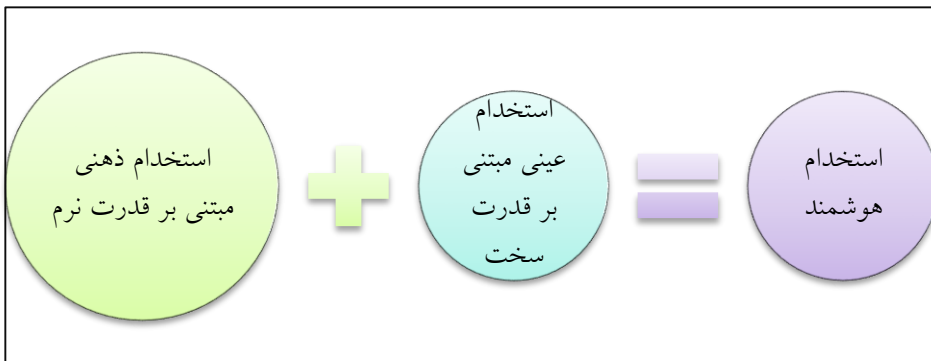 استخدام ذهنی
مبتنی بر قدرت نرم
+
استخدام
عینی مبتنی
بر قدرت
سخت
=
استخدام
هوشمند